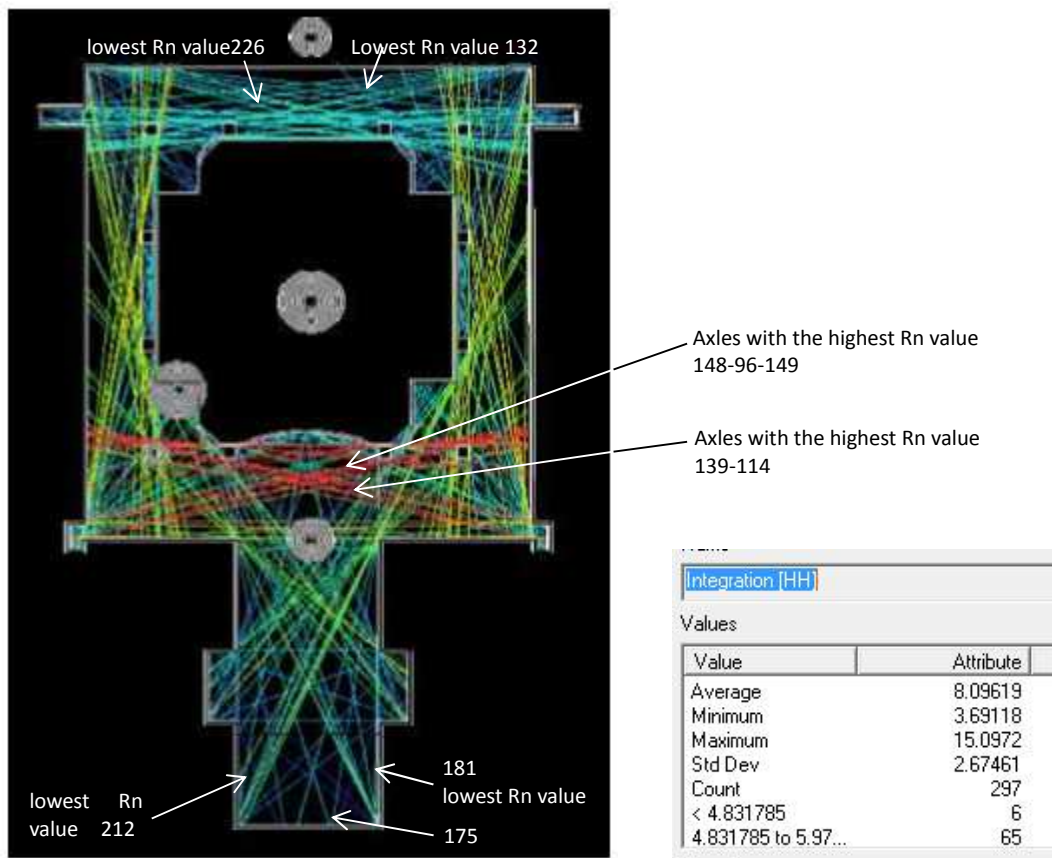 lowest Rn value226
Lowest Rn value 132
Axles with the highest Rn value
148-96-149
Axles with the highest Rn value
139-114
Integration [HH]
Values
Value Attribute
Average 8.09619
Minimum 3.69118
Maximum 15.0972
Std Dev 2.67461
Count 297
< 4.831785 6
4.831785 to 5.97... 65
181
lowest Rn value
175
lowest Rn
value 212